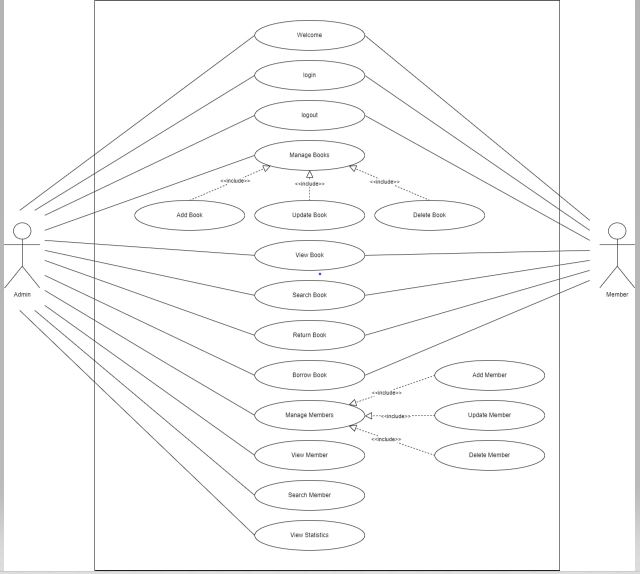 Welcome
login
logout
Manage Books
<<include>>
<<include>>
<<include>>
Add Book
Update Book
Delete Book
View Book
Search Book
Admin
Member
Return Book
Borrow Book
Add Member
<<include>>
Manage Members
<<include>>
Update Member
<<include>>
View Member
Delete Member
Search Member
View Statistics